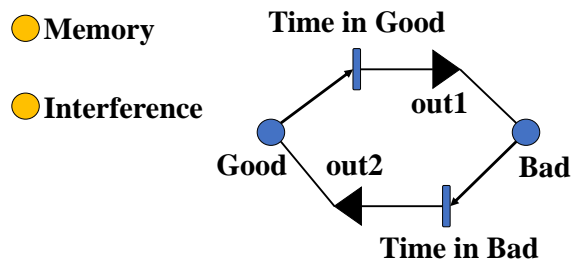 Time in Good
Memory
out1
Interference
Good
out2
Bad
Time in Bad